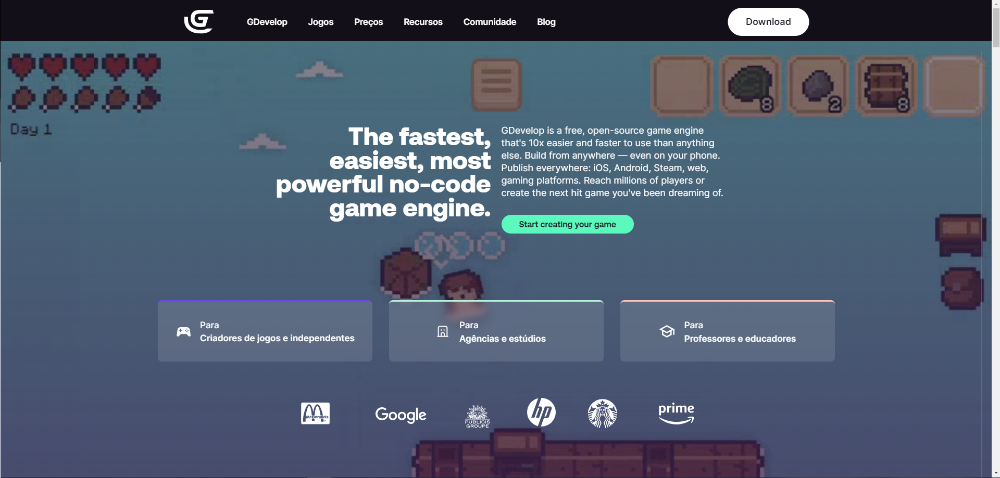 GDevelop Jogos Preços Recursos Comunidade Blog Download
8 2 8
Day 1
The fastest,
easiest, most
powerful no-code
game engine.
GDevelop is a free, open-source game engine
that's 10x easier and faster to use than anything
else. Build from anywhere — even on your phone.
Publish everywhere: iOS, Android, Steam, web,
gaming platforms. Reach millions of players or
create the next hit game you've been dreaming of.
Start creating your game
Para
Criadores de jogos e independentes
Para
Agências e estúdios
Para
Professores e educadores
McDonald's
Google
PUBLICIS
GROUPE
hp
prime